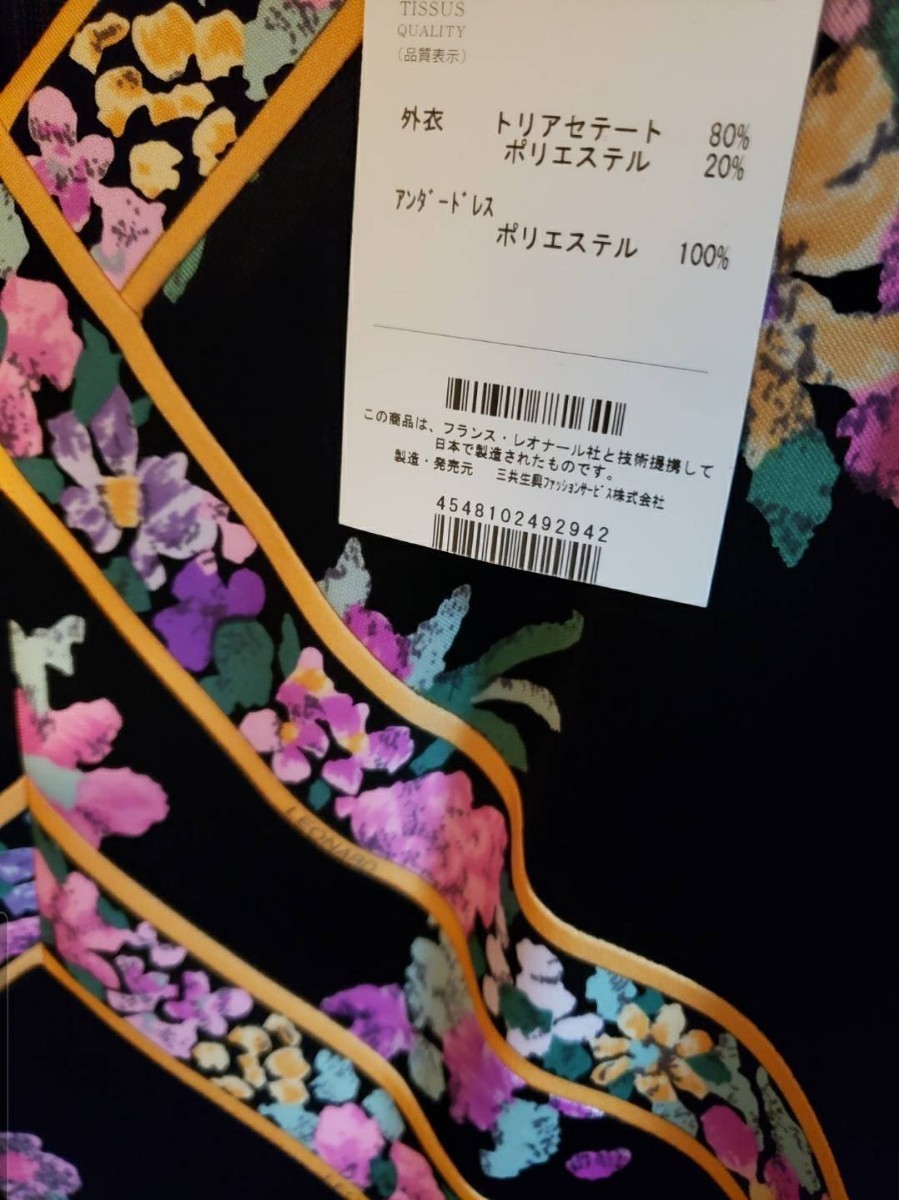 TISSUS
QUALITY
(品質表示)
外衣 トリアセテート 80%
ポリエステル 20%
アンダードレス
ポリエステル 100%
この商品は、フランス・レオナール社と技術提携して
日本で製造されたものです。
製造・発売元 三共生興ファッションサービス株式会社
4548102492942
LEONARD